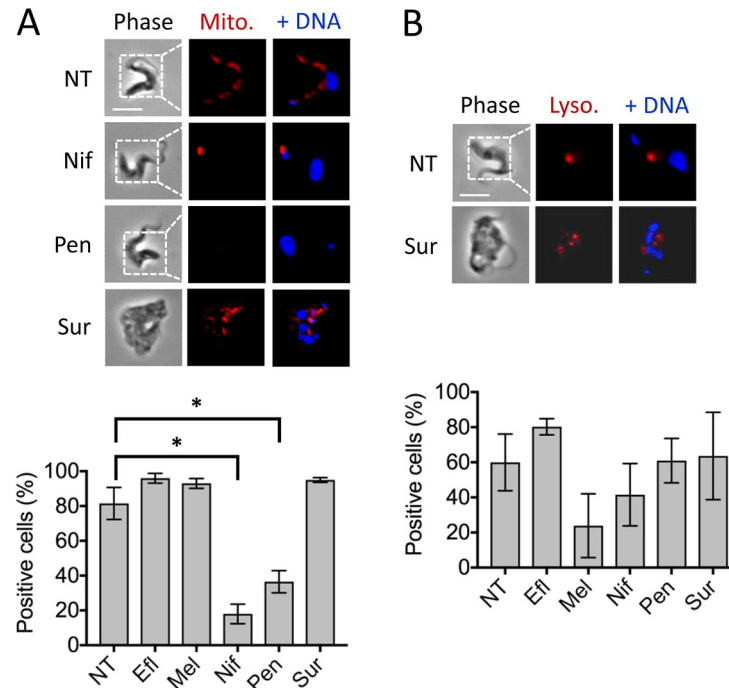 A
Phase Mito. + DNA
NT
Nif
Pen
Sur
*
*
Positive cells (%)
100
80
60
40
20
0
NT Efl Mel Nif Pen Sur
B
Phase Lyso. + DNA
NT
Sur
Positive cells (%)
100
80
60
40
20
0
NT Efl Mel Nif Pen Sur